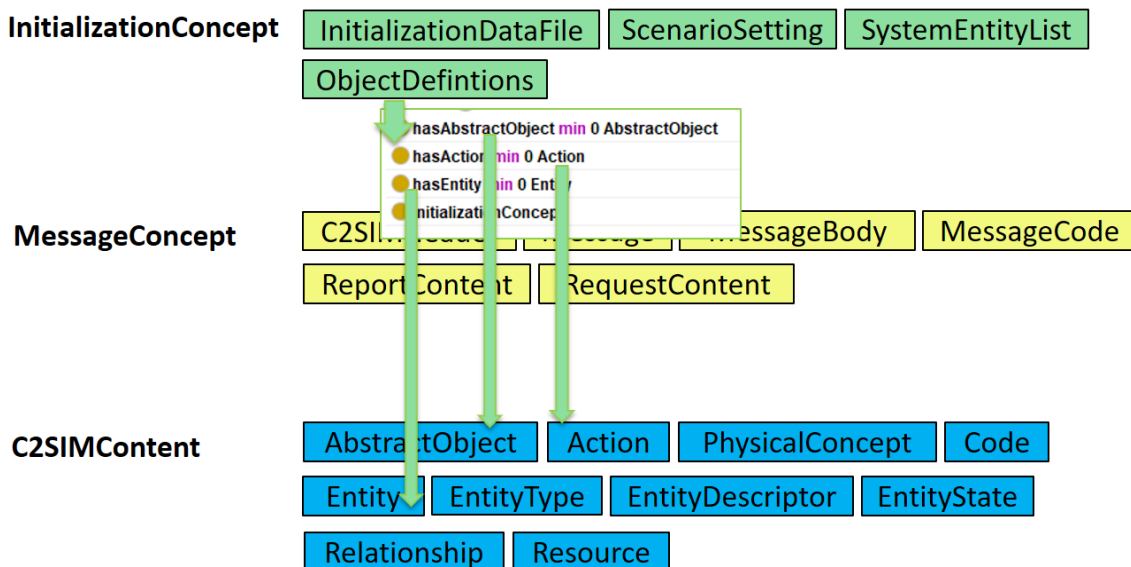 InitializationConcept
InitializationDataFile ScenarioSetting SystemEntityList
ObjectDefintions
hasAbstractObject min 0 AbstractObject
hasAction min 0 Action
hasEntity min 0 Entity
InitializationConcept
MessageConcept
MessageBody MessageCode
ReportContent RequestContent
C2SIMContent
AbstractObject Action PhysicalConcept Code
Entity EntityType EntityDescriptor EntityState
Relationship Resource